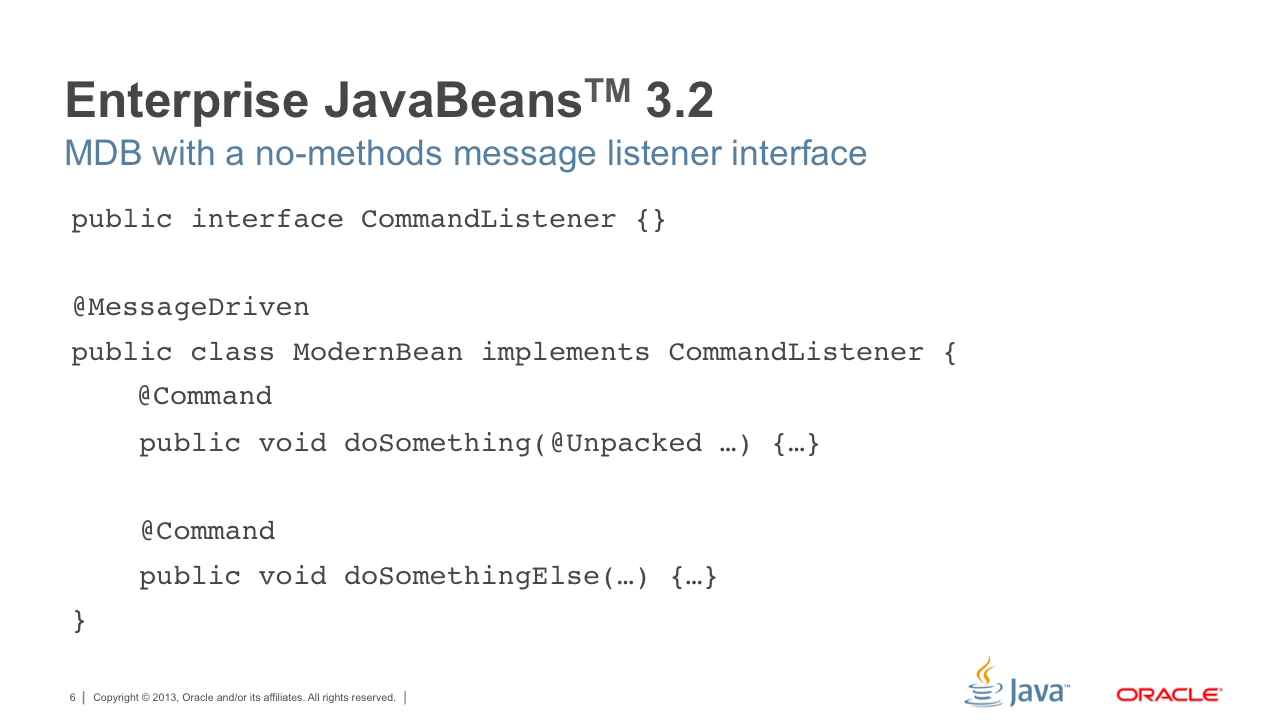 Enterprise JavaBeans™ 3.2
MDB with a no-methods message listener interface
public interface CommandListener {}
@MessageDriven
public class ModernBean implements CommandListener {
    @Command
    public void doSomething(@Unpacked …) {…}
    @Command
    public void doSomethingElse(…) {…}
}
6 | Copyright © 2013, Oracle and/or its affiliates. All rights reserved. |
Java™
ORACLE®